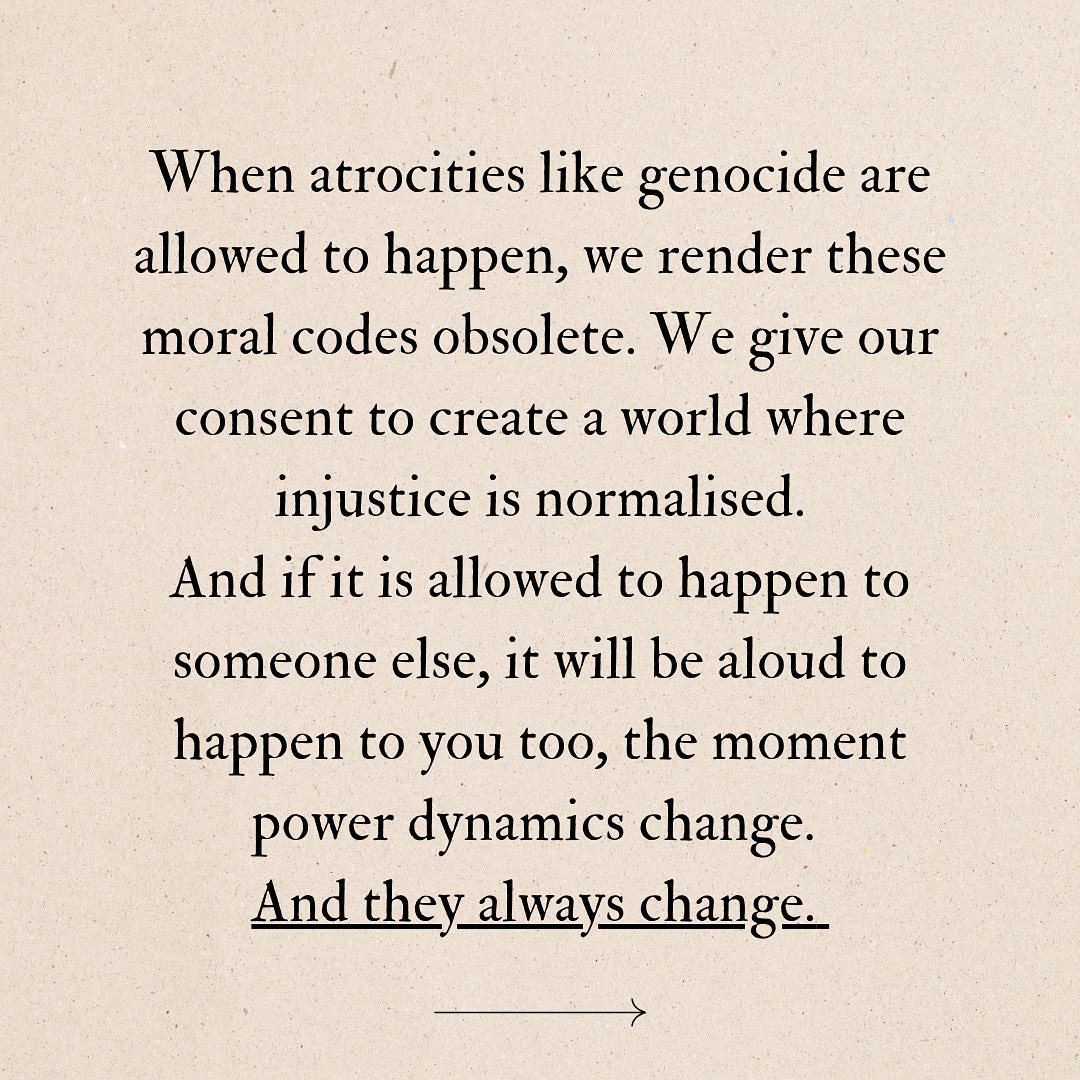 When atrocities like genocide are
allowed to happen, we render these
moral codes obsolete. We give our
consent to create a world where
injustice is normalised.
And if it is allowed to happen to
someone else, it will be aloud to
happen to you too, the moment
power dynamics change.
And they always change.